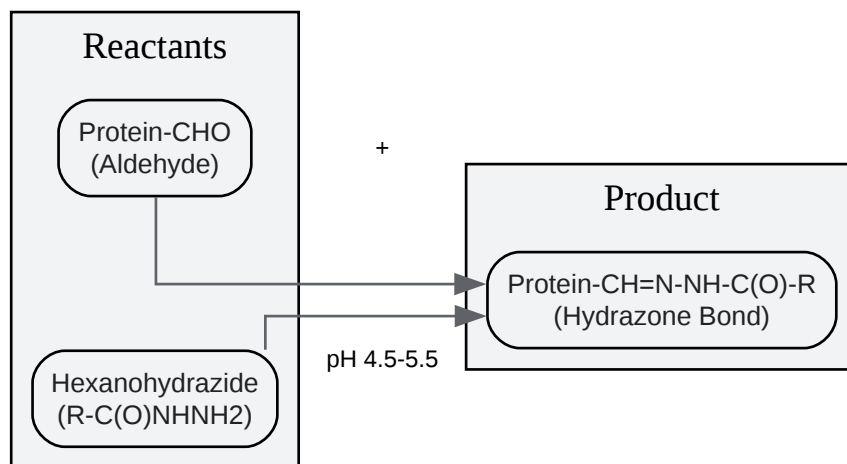 Reactants
Protein-CHO
(Aldehyde)
+
Product
Protein-CH=N-NH-C(O)-R
(Hydrazone Bond)
pH 4.5-5.5
Hexanohydrazide
(R-C(O)NHNH2)